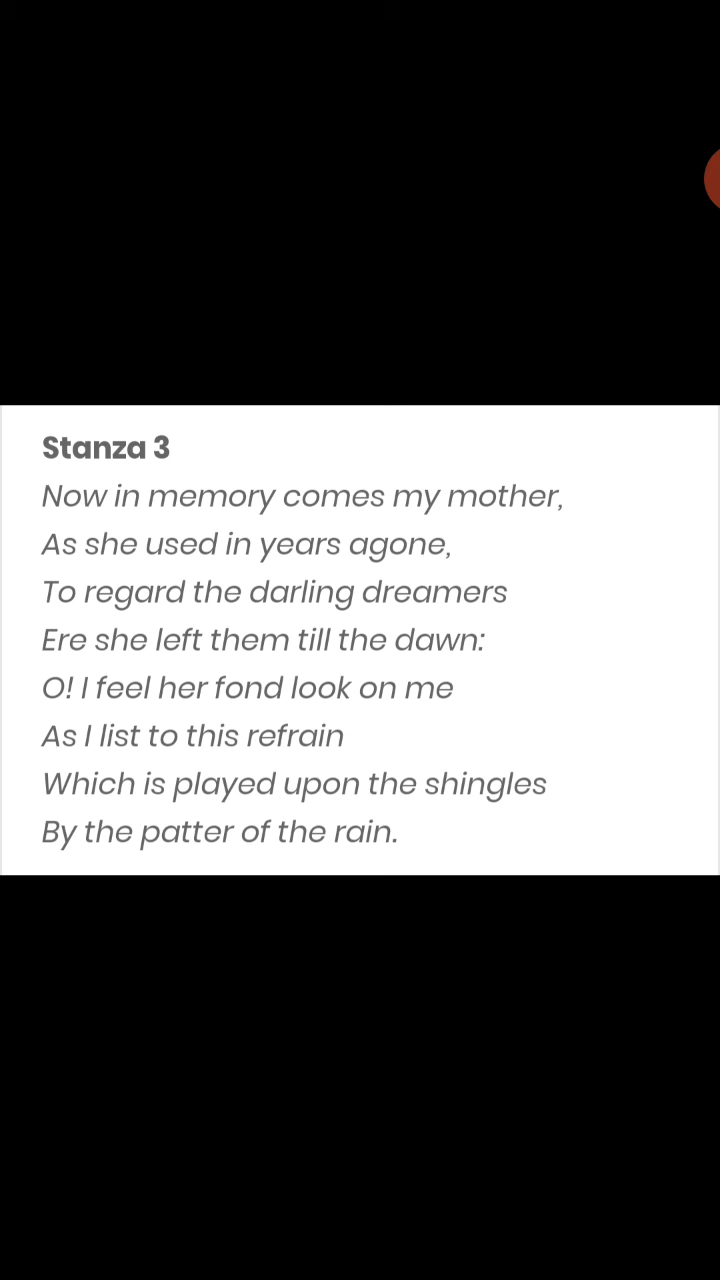 Stanza 3
Now in memory comes my mother,
As she used in years agone,
To regard the darling dreamers
Ere she left them till the dawn:
O! I feel her fond look on me
As I list to this refrain
Which is played upon the shingles
By the patter of the rain.